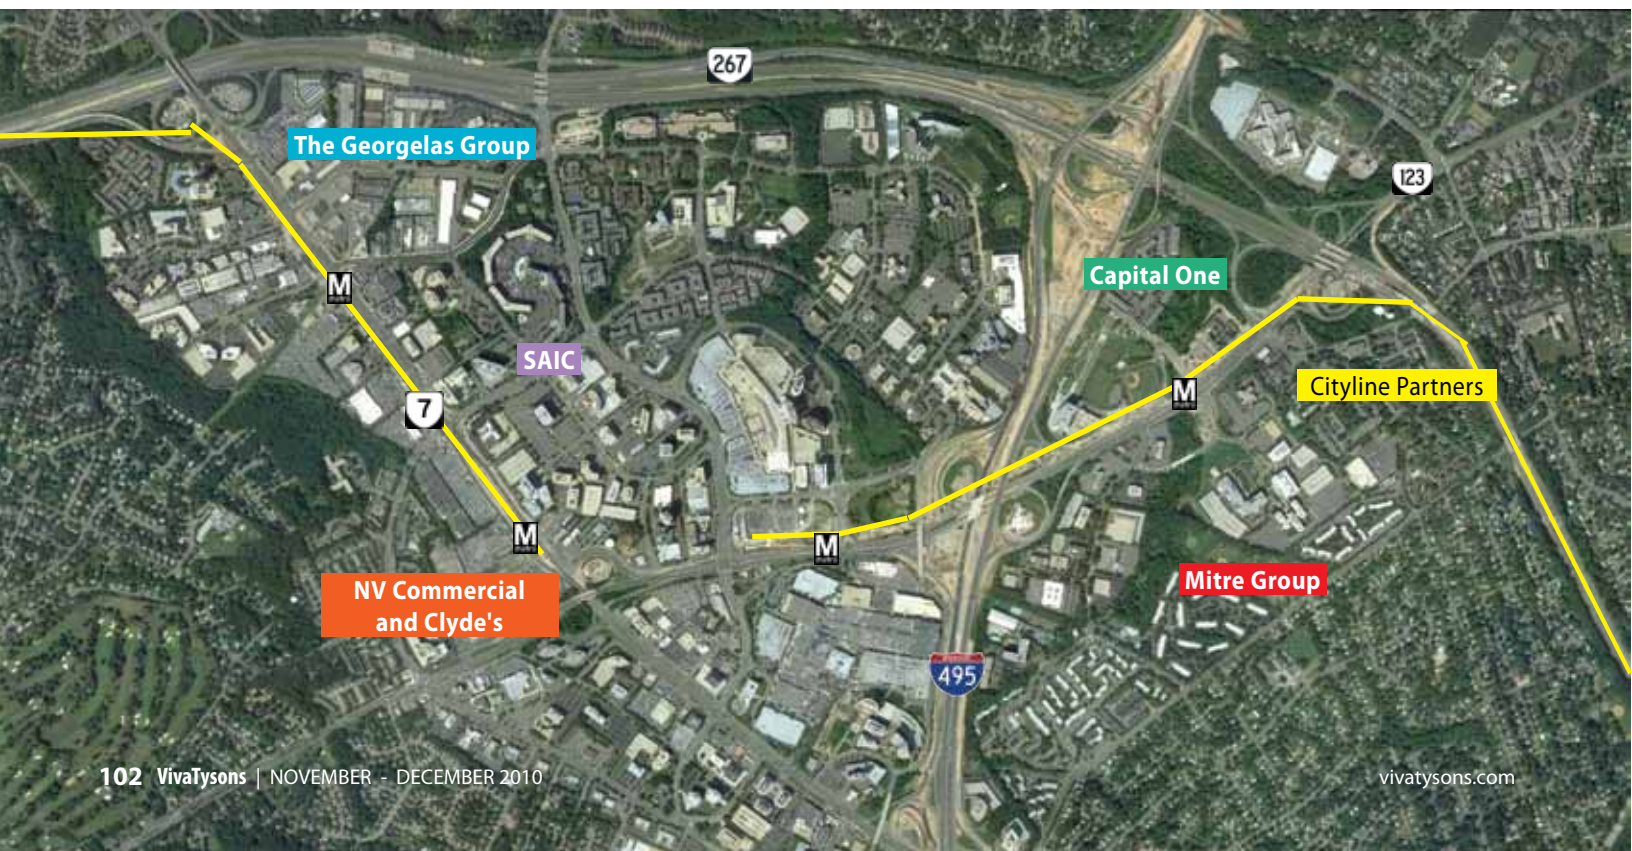 267
The Georgelas Group
123
Capital One
M
SAIC
Cityline Partners
M
7
M
M
NV Commercial
and Clyde's
Mitre Group
495
102 VivaTysons | NOVEMBER - DECEMBER 2010
vivatysons.com